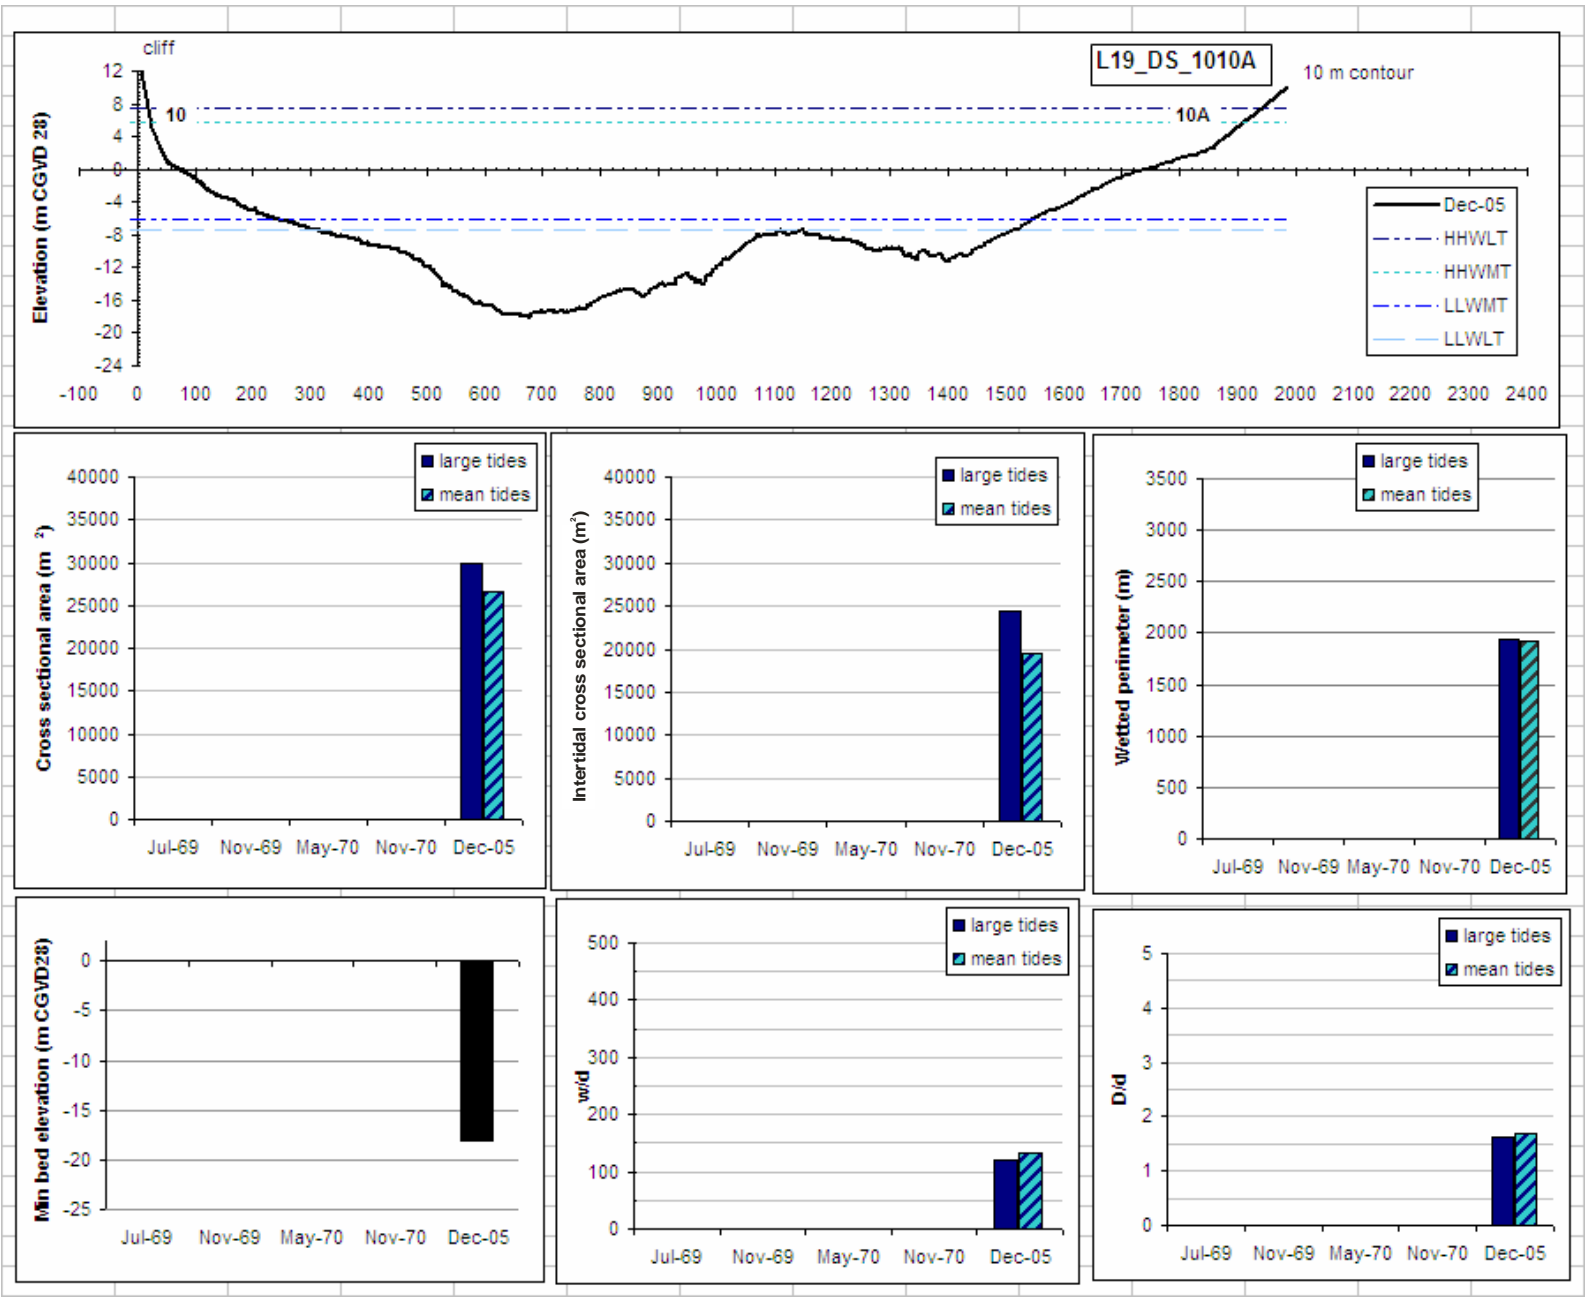 cliff
L19_DS_1010A
10 m contour
Elevation (m CGVD 28)
12
8
4
0
-4
-8
-12
-16
-20
-24
10
10A
Dec-05
HHWLT
HHWMT
LLWMT
LLWLT
-100 0 100 200 300 400 500 600 700 800 900 1000 1100 1200 1300 1400 1500 1600 1700 1800 1900 2000 2100 2200 2300 2400
large tides
mean tides
Cross sectional area (m 2)
40000
35000
30000
25000
20000
15000
10000
5000
0
Jul-69 Nov-69 May-70 Nov-70 Dec-05
large tides
mean tides
Intertidal cross sectional area (m²)
40000
35000
30000
25000
20000
15000
10000
5000
0
Jul-69 Nov-69 May-70 Nov-70 Dec-05
large tides
mean tides
Wetted perimeter (m)
3500
3000
2500
2000
1500
1000
500
0
Jul-69 Nov-69 May-70 Nov-70 Dec-05
Min bed elevation (m CGVD28)
0
-5
-10
-15
-20
-25
Jul-69 Nov-69 May-70 Nov-70 Dec-05
large tides
mean tides
w/d
500
400
300
200
100
0
Jul-69 Nov-69 May-70 Nov-70 Dec-05
large tides
mean tides
D/d
5
4
3
2
1
0
Jul-69 Nov-69 May-70 Nov-70 Dec-05